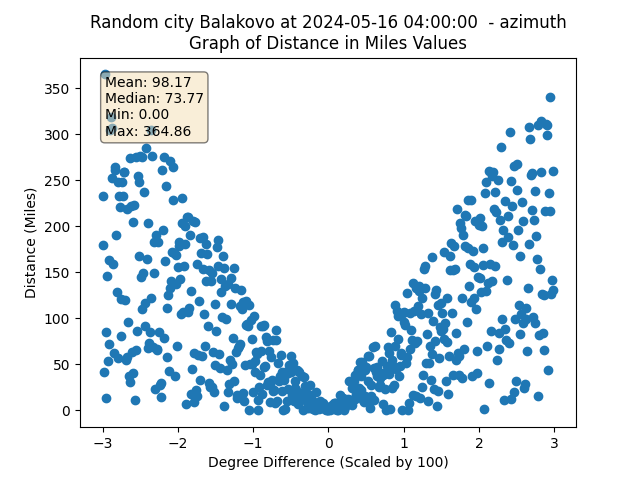 Random city Balakovo at 2024-05-16 04:00:00 - azimuth
Graph of Distance in Miles Values
Mean: 98.17
Median: 73.77
Min: 0.00
Max: 364.86
Distance (Miles)
350
300
250
200
150
100
50
0
−3
−2
−1
0
1
2
3
Degree Difference (Scaled by 100)